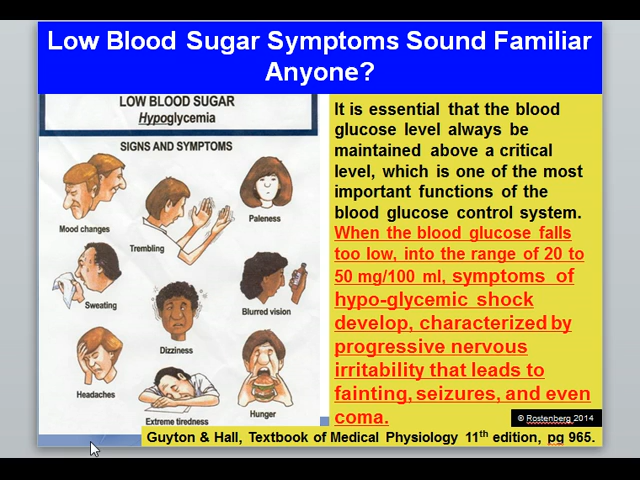 Low Blood Sugar Symptoms Sound Familiar
Anyone?
LOW BLOOD SUGAR
Hypoglycemia
SIGNS AND SYMPTOMS
Mood changes
Trembling
Paleness
Sweating
Dizziness
Blurred vision
Headaches
Extreme tiredness
Hunger
It is essential that the blood
glucose level always be
maintained above a critical
level, which is one of the most
important functions of the
blood glucose control system.
When the blood glucose falls
too low, into the range of 20 to
50 mg/100 ml, symptoms of
hypo-glycemic shock
develop, characterized by
progressive nervous
irritability that leads to
fainting, seizures, and even
coma.
© Rostenberg 2014
Guyton & Hall, Textbook of Medical Physiology 11th edition, pg 965.